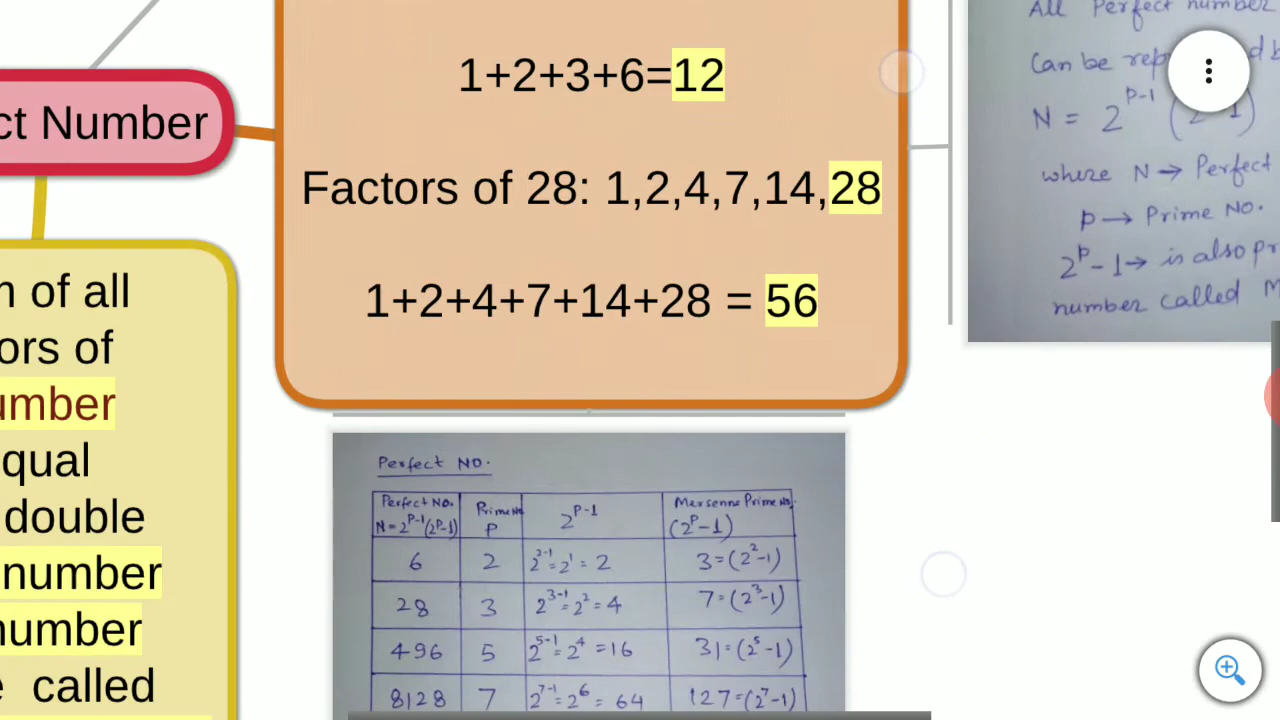 1+2+3+6=12
ct Number
Factors of 28: 1,2,4,7,14,28
1+2+4+7+14+28 = 56
m of all
ors of
umber
qual
double
number
number
e called
All Perfect number
Can be rep
N = 2^(P-1) (2 -1)
where N → Perfect
p → Prime No.
2^p - 1 → is also pr
number called M
Perfect NO.
Perfect NO. N=2^(P-1)(2^P-1) | Prime No. P | 2^(P-1) | Mersenne Prime No. (2^P-1)
6 | 2 | 2^(2-1) = 2^1 = 2 | 3=(2^2-1)
28 | 3 | 2^(3-1) = 2^2 = 4 | 7=(2^3-1)
496 | 5 | 2^(5-1) = 2^4 = 16 | 31=(2^5-1)
8128 | 7 | 2^(7-1) = 2^6 = 64 | 127=(2^7-1)